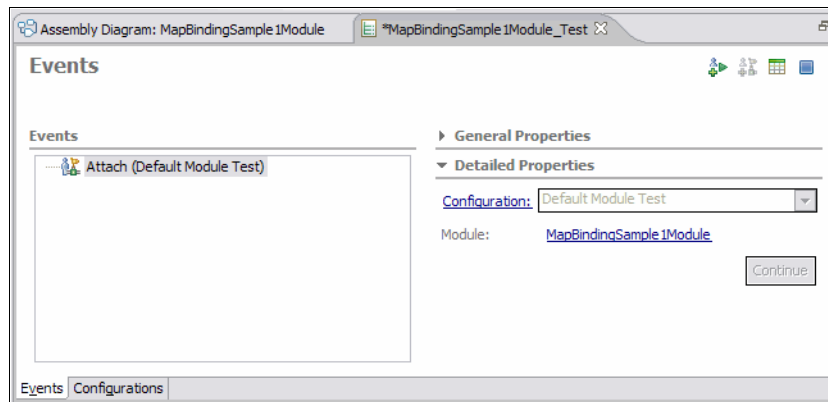 Assembly Diagram: MapBindingSample1Module
*MapBindingSample1Module_Test
Events
Events
Attach (Default Module Test)
General Properties
Detailed Properties
Configuration: Default Module Test
Module: MapBindingSample1Module
Continue
Events Configurations